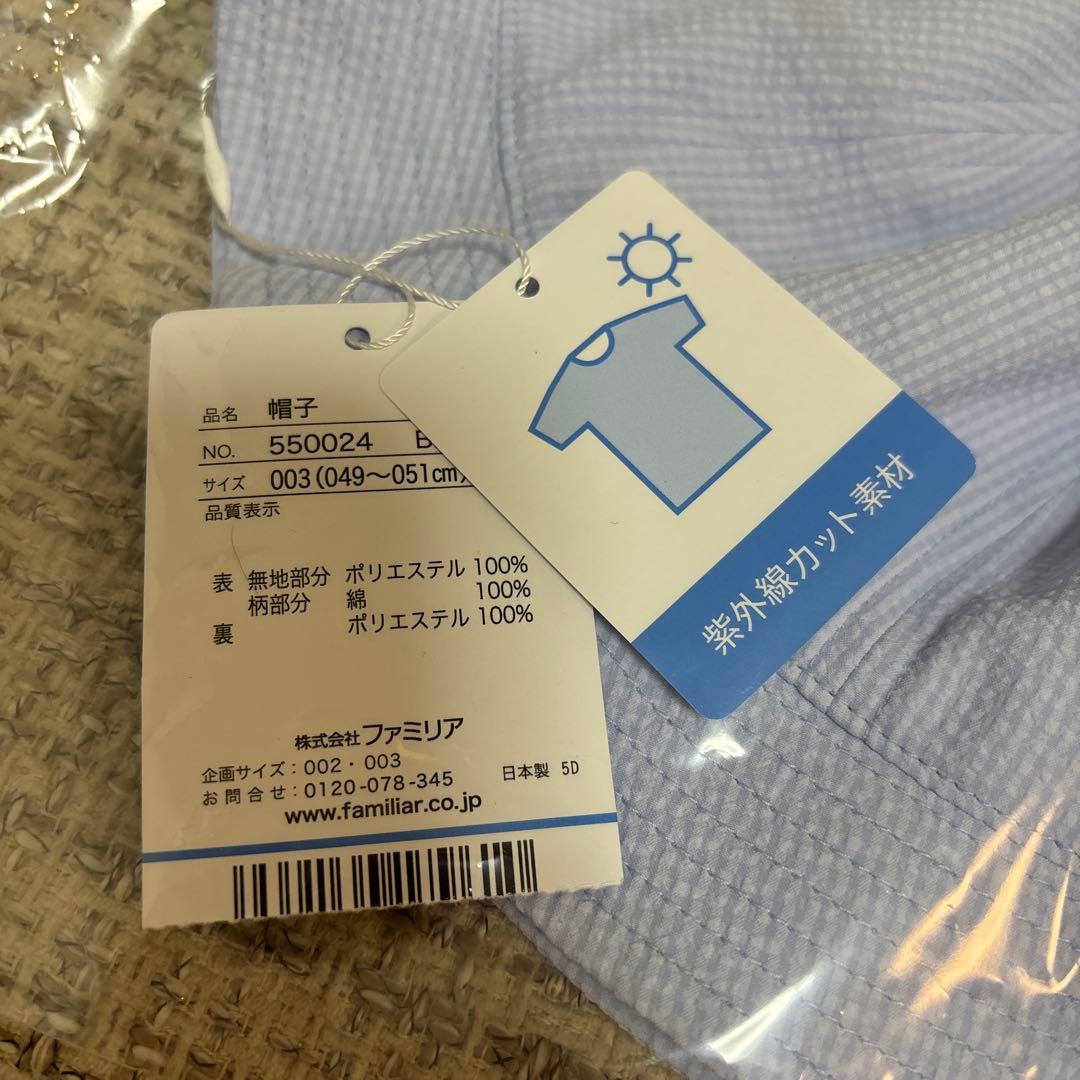 品名 帽子
NO. 550024
サイズ 003(049～051cm)
品質表示
表 無地部分 ポリエステル 100%
柄部分 綿 100%
裏 ポリエステル 100%
株式会社ファミリア
企画サイズ：002・003
お問合せ：0120-078-345
日本製 5D
www.familiar.co.jp
紫外線カット素材